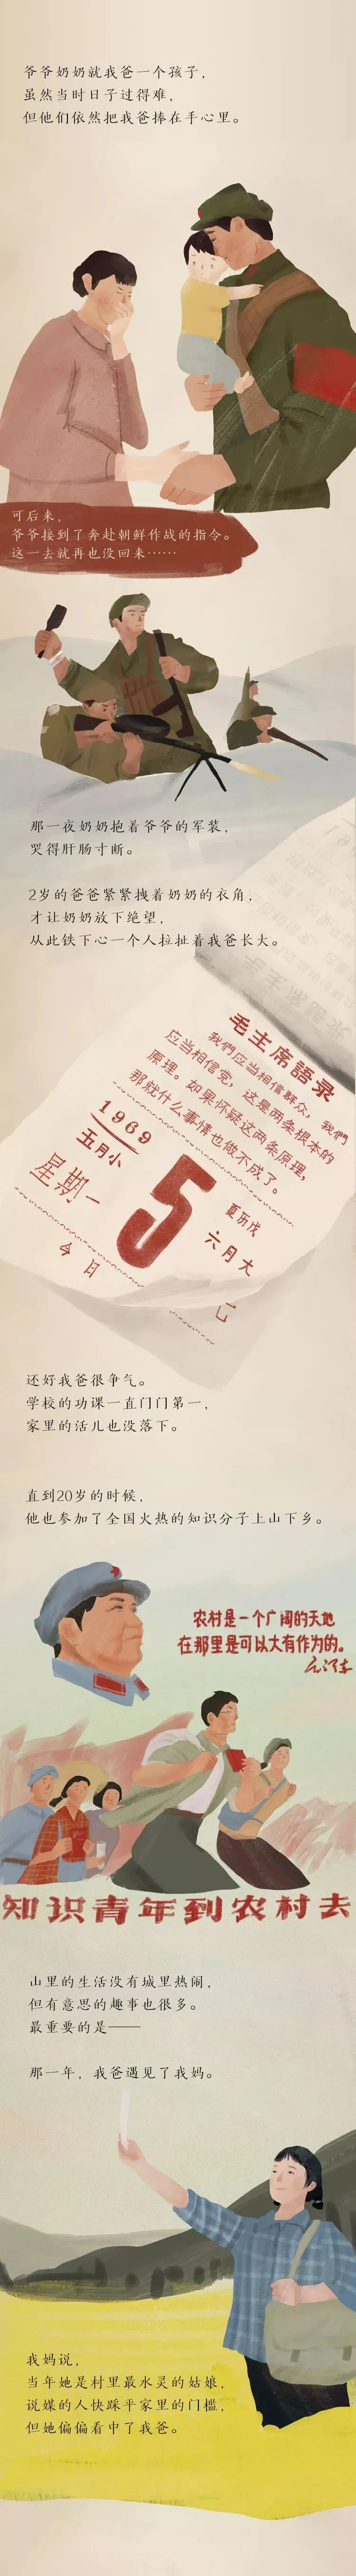 爷爷奶奶就我爸一个孩子，
虽然当时日子过得难，
但他们依然把我爸捧在手心里。
可后来，
爷爷接到了奔赴朝鲜作战的指令。
这一去就再也没回来……
那一夜奶奶抱着爷爷的军装，
哭得肝肠寸断。
2岁的爸爸紧紧拽着奶奶的衣角，
才让奶奶放下绝望，
从此铁下心一个人拉扯着我爸长大。
毛主席語录
我們应当相信群众，我們
应当相信党，这是两条根本的
原理。如果怀疑这两条原理，
那就什么事情也做不成了。
1969
五月小
星期一
5
夏历戊
六月大
今日
还好我爸很争气。
学校的功课一直门门第一，
家里的活儿也没落下。
直到20岁的时候，
他也参加了全国火热的知识分子上山下乡。
农村是一个广阔的天地
在那里是可以大有作为的。
毛泽东
知识青年到农村去
山里的生活没有城里热闹，
但有意思的趣事也很多。
最重要的是——
那一年，我爸遇见了我妈。
我妈说，
当年她是村里最水灵的姑娘，
说媒的人快踩平家里的门槛，
但她偏偏看中了我爸。